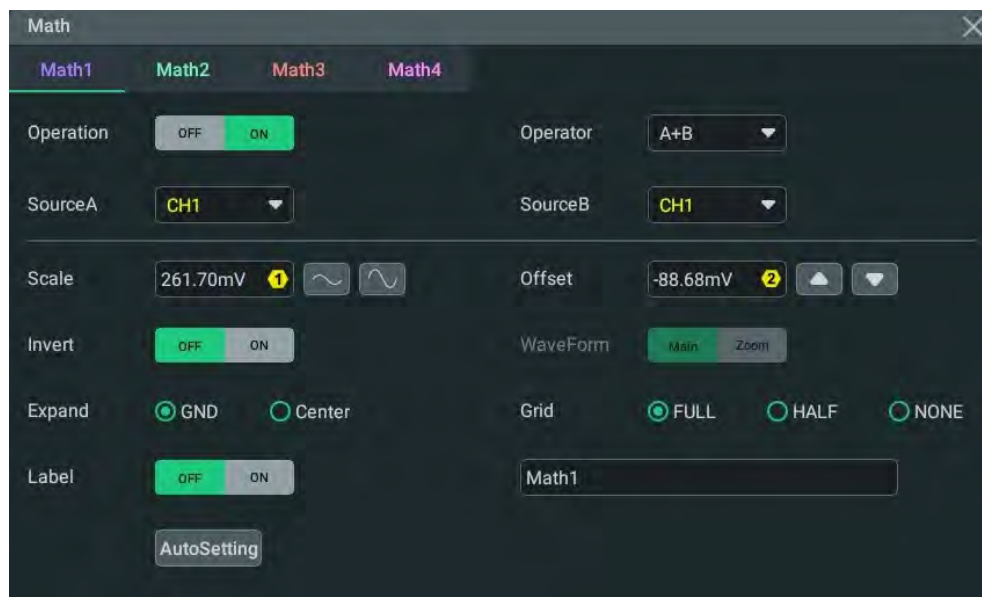 Math
Math1 Math2 Math3 Math4
Operation OFF ON Operator A+B
SourceA CH1 SourceB CH1
Scale 261.70mV 1 Offset -88.68mV 2
Invert OFF ON WaveForm Main Zoom
Expand GND Center Grid FULL HALF NONE
Label OFF ON Math1
AutoSetting